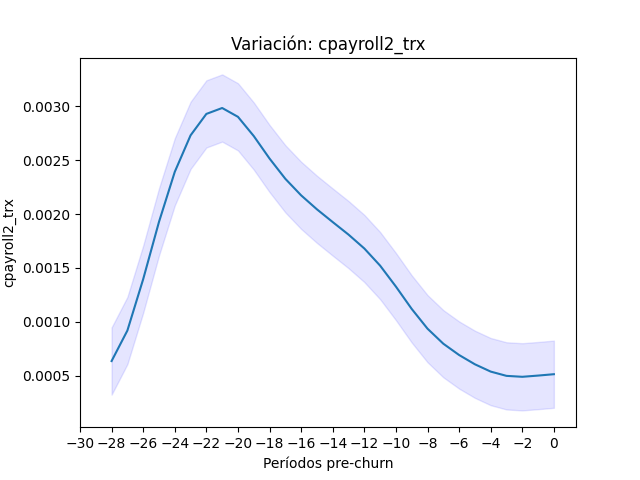 Variación: cpayroll2_trx
cpayroll2_trx
0.0030
0.0025
0.0020
0.0015
0.0010
0.0005
−30 −28 −26 −24 −22 −20 −18 −16 −14 −12 −10 −8 −6 −4 −2 0
Períodos pre-churn